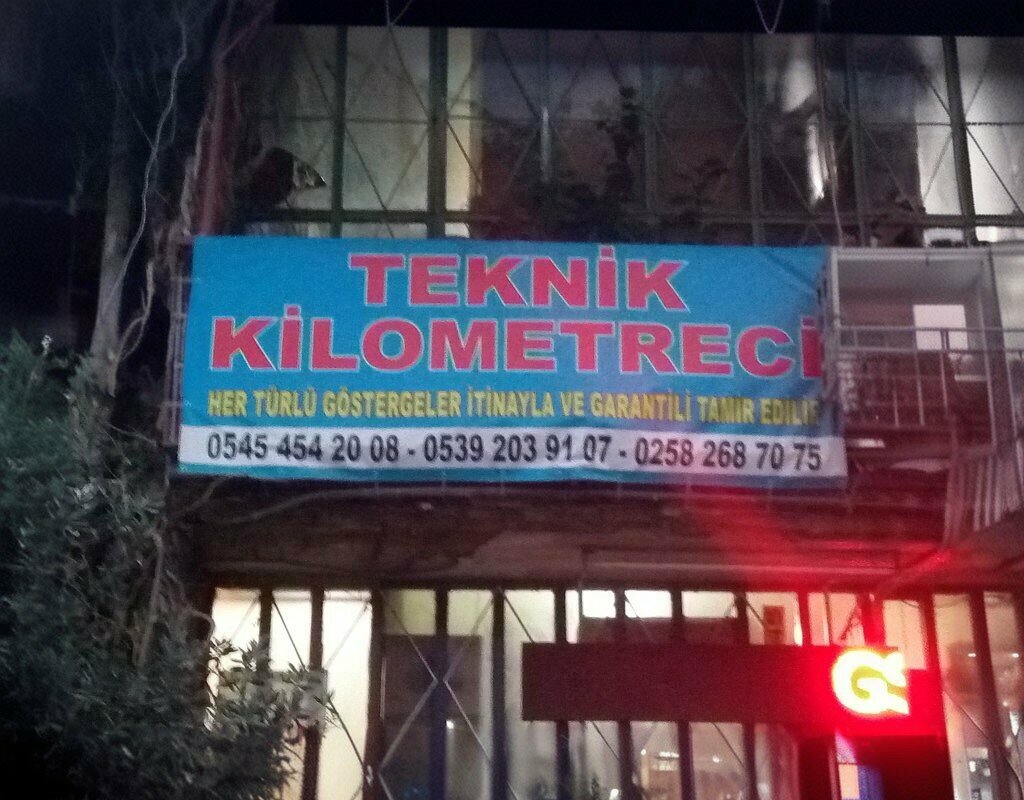 TEKNİK
KİLOMETRECİ
HER TÜRLÜ GÖSTERGELER İTİNAYLA VE GARANTİLİ TAMİR EDİLİR
0545 454 20 08 - 0539 203 91 07 - 0258 268 70 75